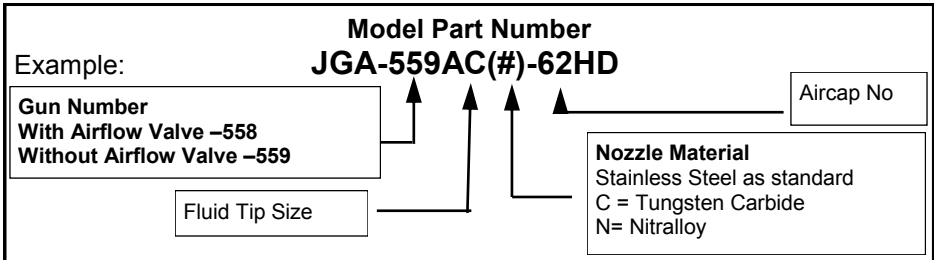 Model Part Number
Example: JGA-559AC(#)-62HD
Aircap No
Gun Number
With Airflow Valve –558
Without Airflow Valve –559
Nozzle Material
Stainless Steel as standard
C = Tungsten Carbide
N= Nitralloy
Fluid Tip Size